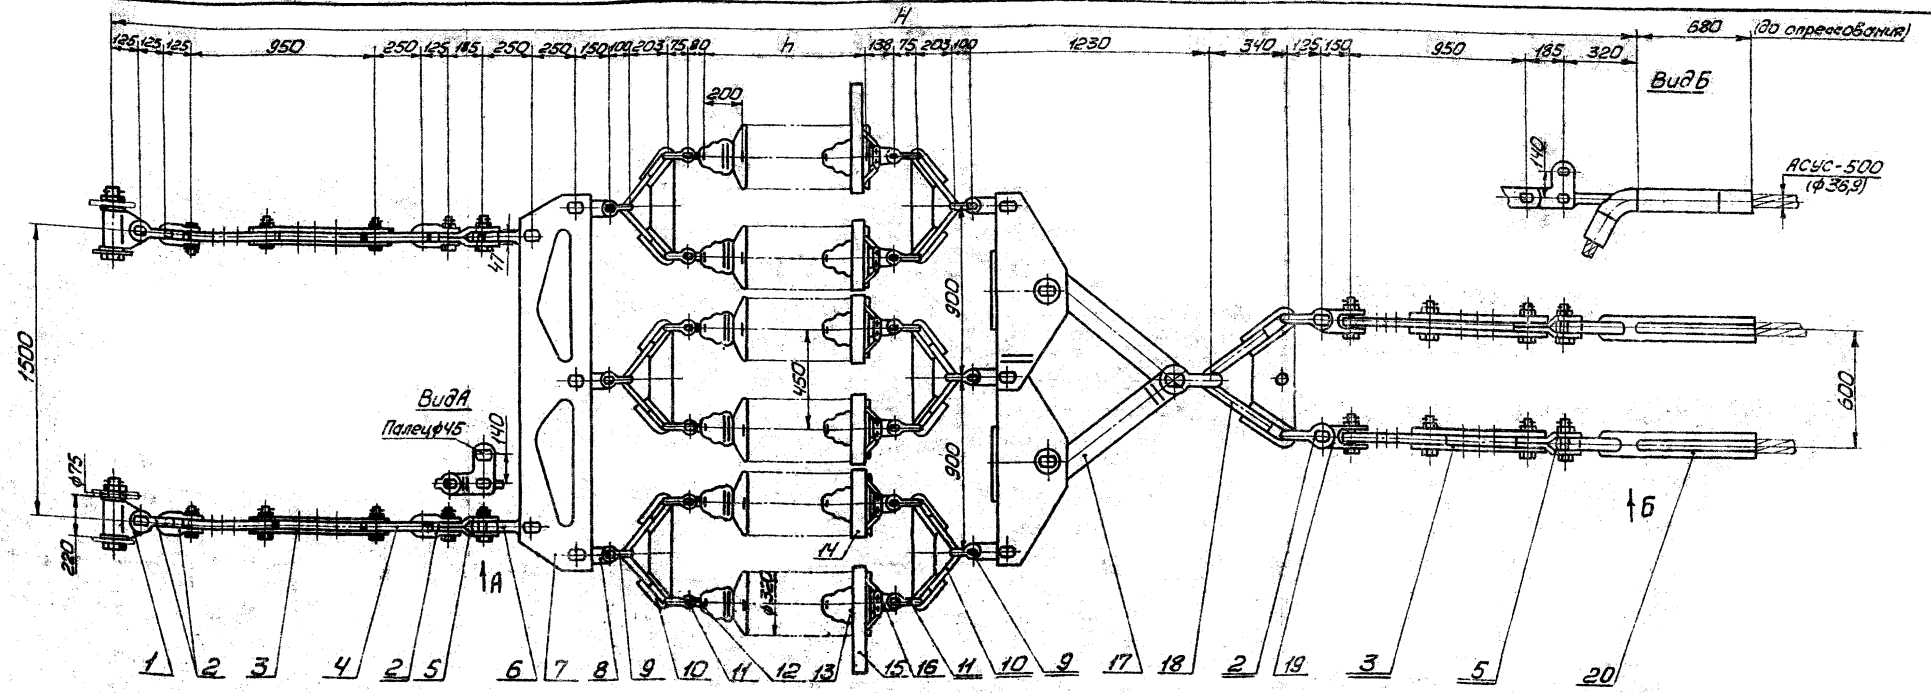 H
680 (до опрессования)
125 125 125 950 250 125 185 250 250 150 100 203 75 80 h 138 75 203 100 1230 340 125 150 950 185 320
Вид Б
200
140
АСУС-500
(ф36,9)
47
1500
900
450
600
Вид А
Палец ф45
140
900
ф75
220
ф320
14
А
Б
1 2 3 4 2 5 6 7 8 9 10 11 12 13 15 16 11 10 9 17 18 2 19 3 5 20